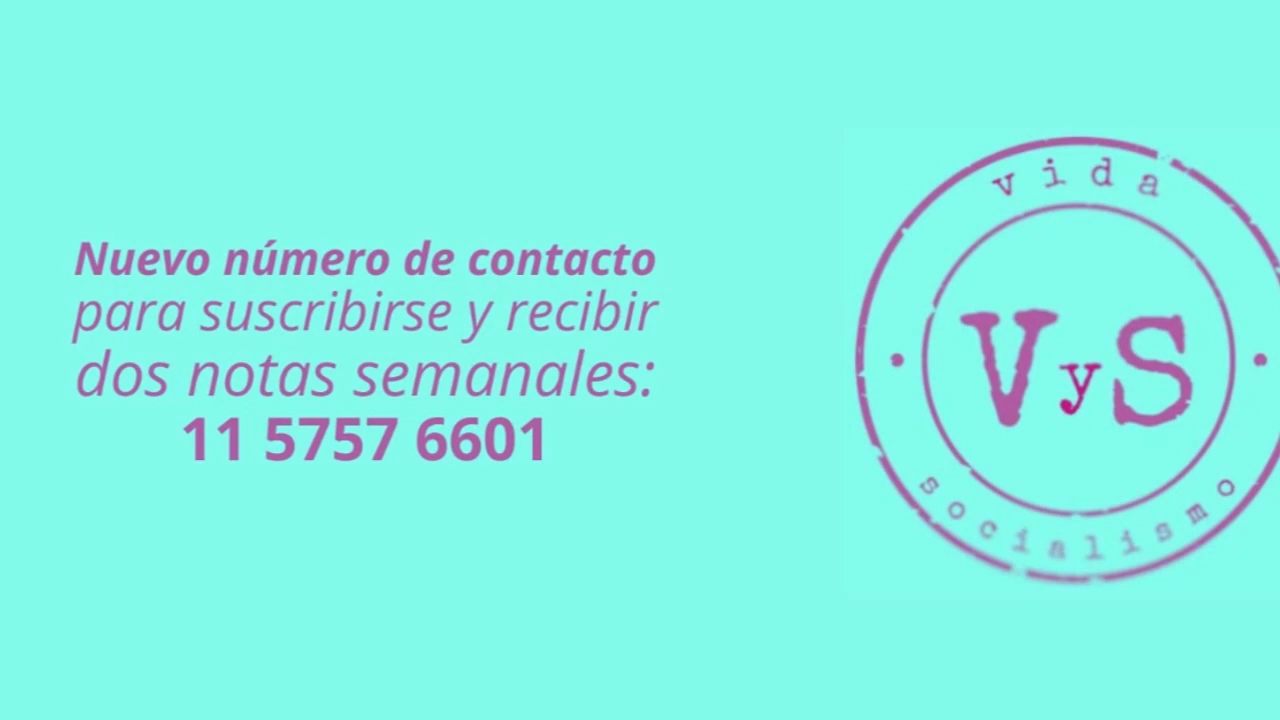 Nuevo número de contacto
para suscribirse y recibir
dos notas semanales:
11 5757 6601
vida
VyS
socialismo